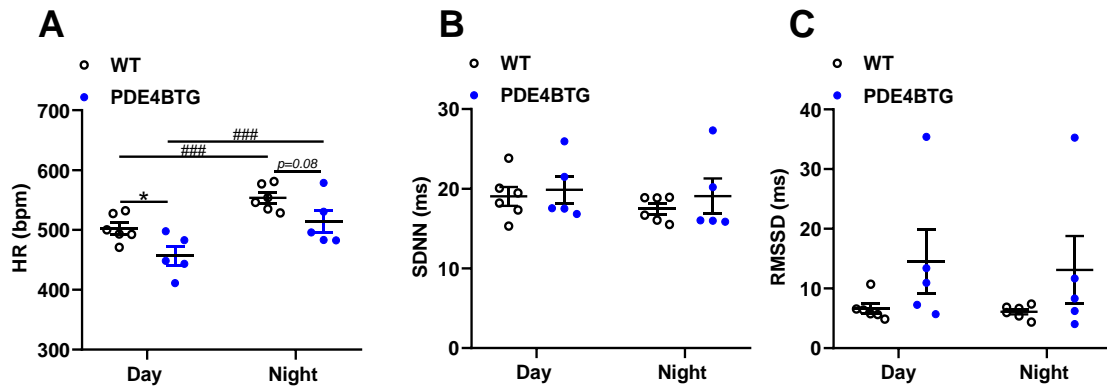 A
WT
PDE4BTG
700
600
500
400
300
HR (bpm)
###
###
p=0.08
*
Day
Night
B
WT
PDE4BTG
30
20
10
0
SDNN (ms)
Day
Night
C
WT
PDE4BTG
40
30
20
10
0
RMSSD (ms)
Day
Night